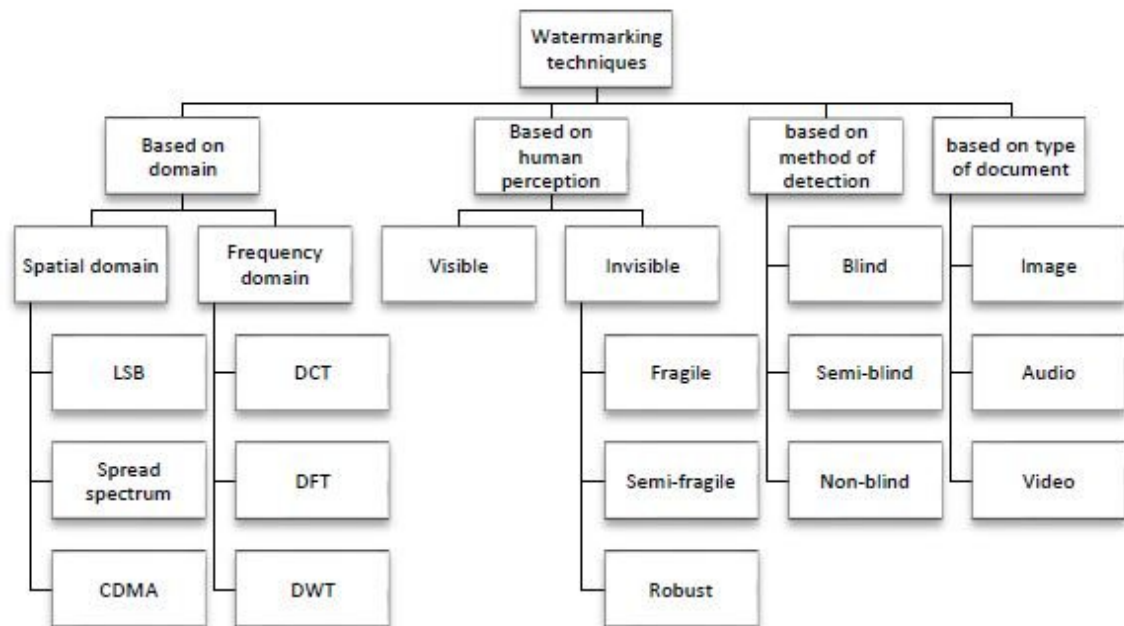 Watermarking
techniques
Based on
domain
Based on
human
perception
based on
method of
detection
based on type
of document
Spatial domain
Frequency
domain
Visible
Invisible
Blind
Image
LSB
DCT
Fragile
Semi-blind
Audio
Spread
spectrum
DFT
Semi-fragile
Non-blind
Video
CDMA
DWT
Robust